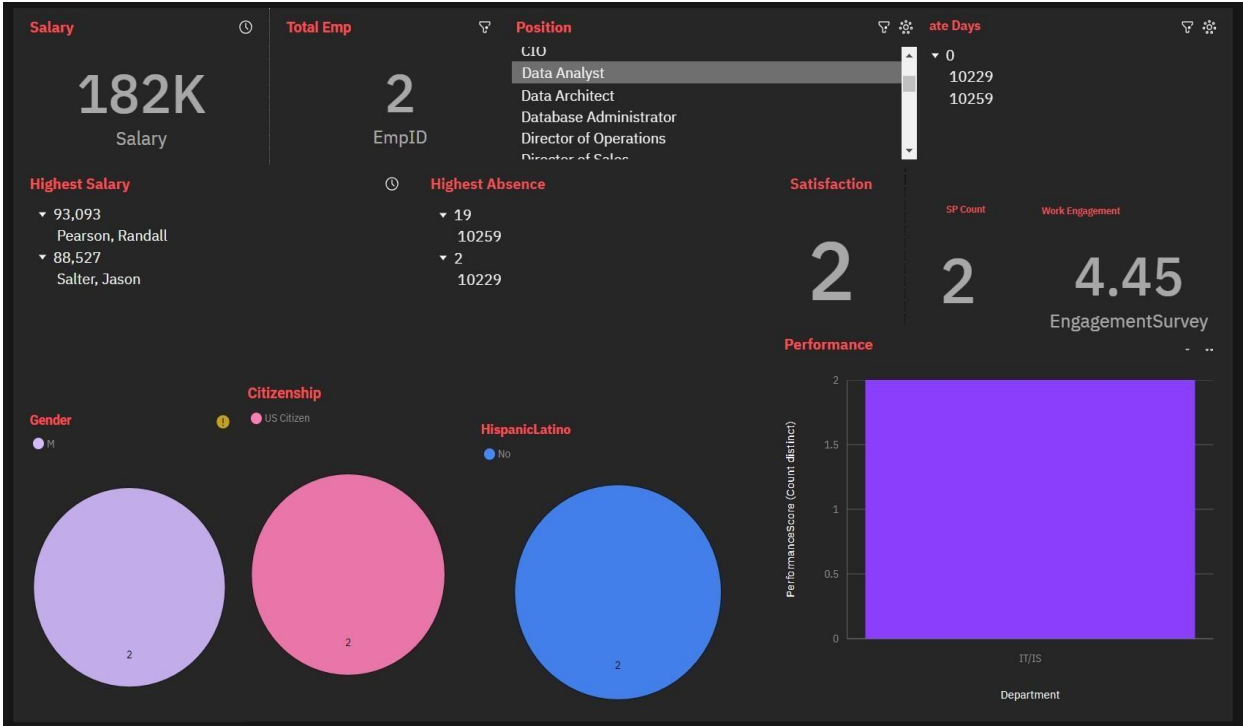 Salary
182K
Salary
Total Emp
2
EmpID
Position
CIO
Data Analyst
Data Architect
Database Administrator
Director of Operations
Director of Sales
ate Days
0
10229
10259
Highest Salary
93,093
Pearson, Randall
88,527
Salter, Jason
Highest Absence
19
10259
2
10229
Satisfaction
2
SP Count
2
Work Engagement
4.45
EngagementSurvey
Gender
M
2
Citizenship
US Citizen
2
HispanicLatino
No
2
Performance
PerformanceScore (Count distinct)
2
1.5
1
0.5
0
IT/IS
Department